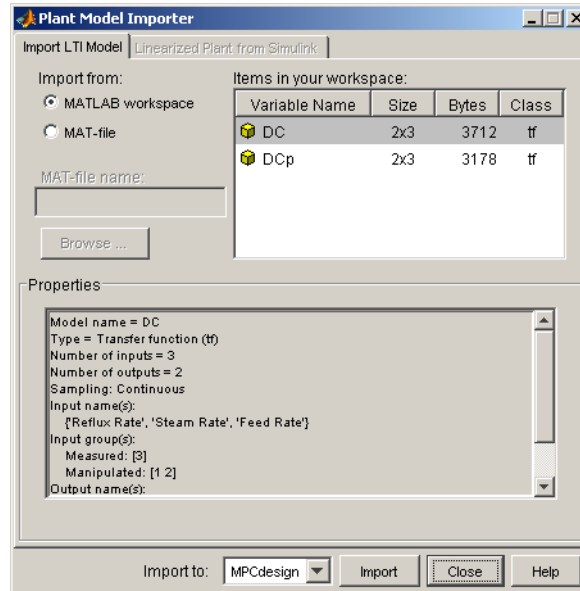 Plant Model Importer
Import LTI Model Linearized Plant from Simulink
Import from:
MATLAB workspace
MAT-file
MAT-file name:
Browse ...
Items in your workspace:
Variable Name Size Bytes Class
DC 2x3 3712 tf
DCp 2x3 3178 tf
Properties
Model name = DC
Type = Transfer function (tf)
Number of inputs = 3
Number of outputs = 2
Sampling: Continuous
Input name(s):
{'Reflux Rate', 'Steam Rate', 'Feed Rate'}
Input group(s):
Measured: [3]
Manipulated: [1 2]
Output name(s):
Import to: MPCdesign Import Close Help